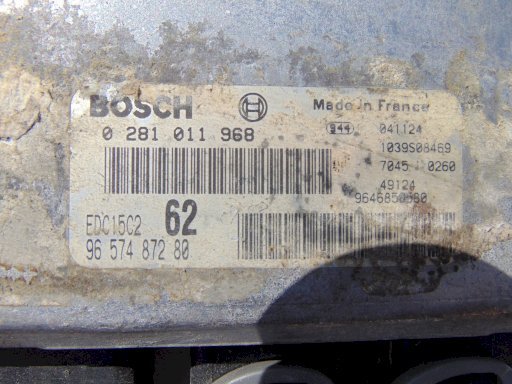 BOSCH
Made in France
0 281 011 968
944 041124
1039S08469
7045 0260
49124
EDC15C2 62
96 574 872 80